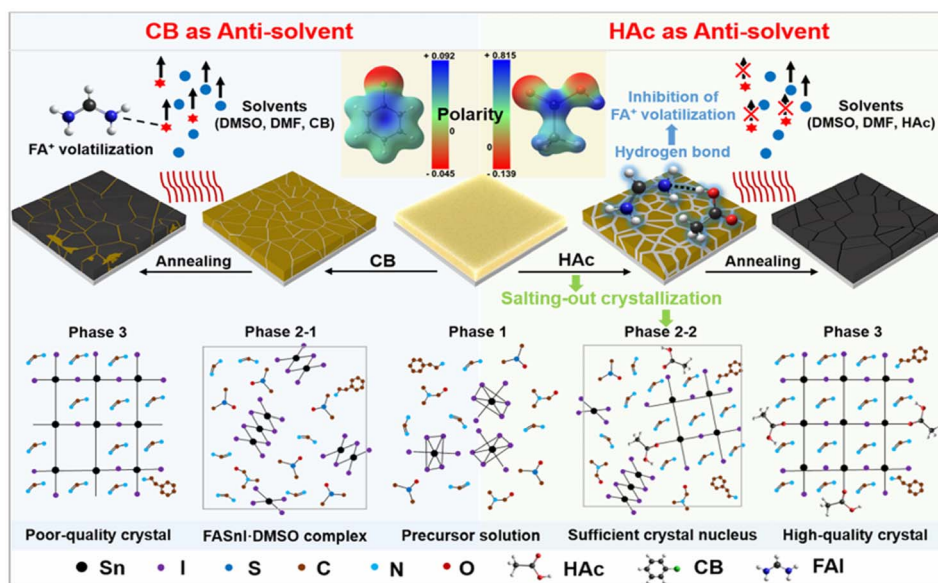 CB as Anti-solvent
HAc as Anti-solvent
+ 0.092
+ 0.815
Solvents
(DMSO, DMF, CB)
FA⁺ volatilization
Polarity
0
0
- 0.045
- 0.139
Inhibition of
FA⁺ volatilization
Hydrogen bond
Solvents
(DMSO, DMF, HAc)
Annealing
CB
HAc
Annealing
Salting-out crystallization
Phase 3
Phase 2-1
Phase 1
Phase 2-2
Phase 3
Poor-quality crystal
FASnI·DMSO complex
Precursor solution
Sufficient crystal nucleus
High-quality crystal
Sn
I
S
C
N
O
HAc
CB
FAI